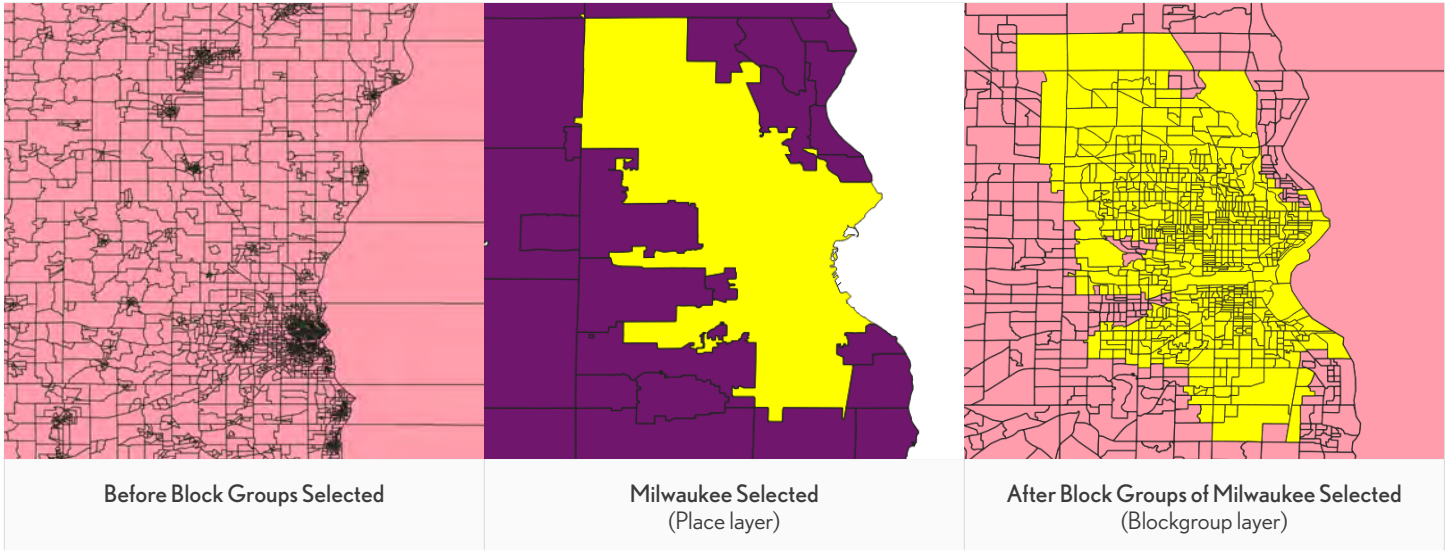 Before Block Groups Selected
Milwaukee Selected
(Place layer)
After Block Groups of Milwaukee Selected
(Blockgroup layer)